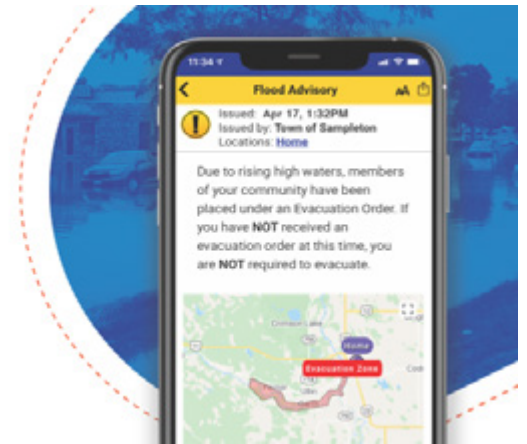 11:34
Flood Advisory
AA
Issued: Apr 17, 1:32PM
Issued by: Town of Sampleton
Locations: Home
Due to rising high waters, members
of your community have been
placed under an Evacuation Order. If
you have NOT received an
evacuation order at this time, you
are NOT required to evacuate.
Crimson Lake
Home
Evacuation Zone